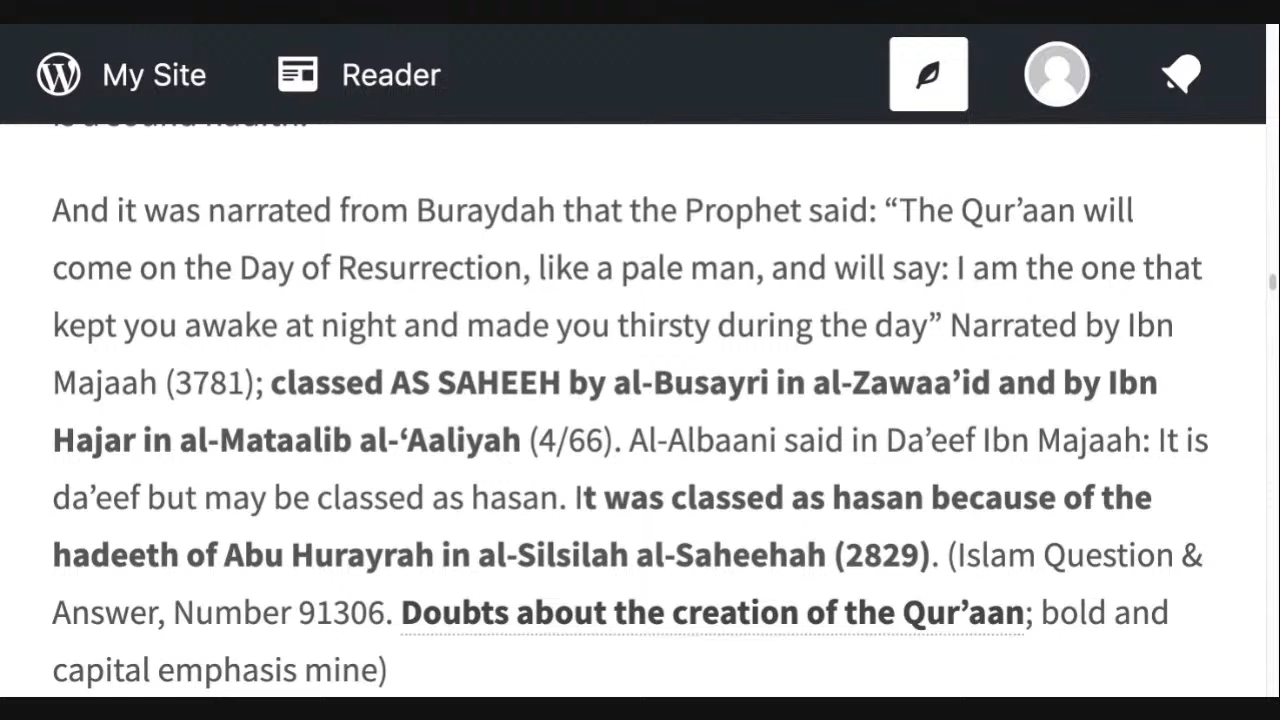 My Site
Reader
And it was narrated from Buraydah that the Prophet said: “The Qur’aan will
come on the Day of Resurrection, like a pale man, and will say: I am the one that
kept you awake at night and made you thirsty during the day” Narrated by Ibn
Majaah (3781); classed AS SAHEEH by al-Busayri in al-Zawaa’id and by Ibn
Hajar in al-Mataalib al-‘Aaliyah (4/66). Al-Albaani said in Da’eef Ibn Majaah: It is
da’eef but may be classed as hasan. It was classed as hasan because of the
hadeeth of Abu Hurayrah in al-Silsilah al-Saheehah (2829). (Islam Question &
Answer, Number 91306. Doubts about the creation of the Qur’aan; bold and
capital emphasis mine)